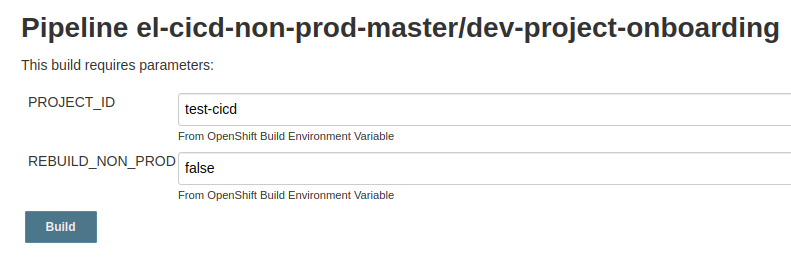 Pipeline el-cicd-non-prod-master/dev-project-onboarding
This build requires parameters:
PROJECT_ID
test-cicd
From OpenShift Build Environment Variable
REBUILD_NON_PROD
false
From OpenShift Build Environment Variable
Build